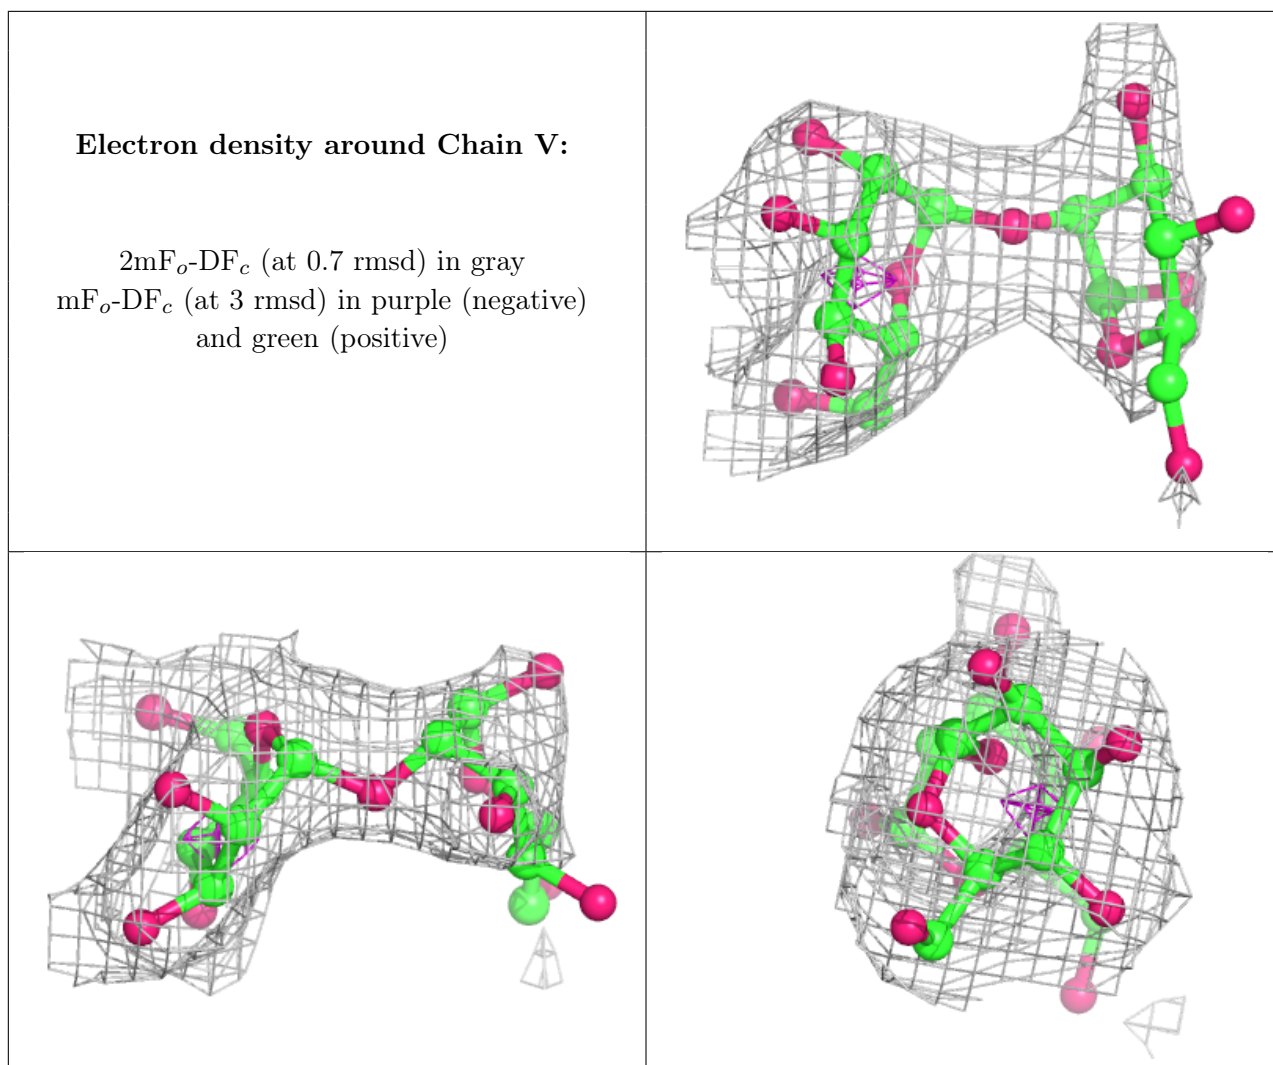 Electron density around Chain V:
2mFₒ-DF𝒸 (at 0.7 rmsd) in gray
mFₒ-DF𝒸 (at 3 rmsd) in purple (negative)
and green (positive)